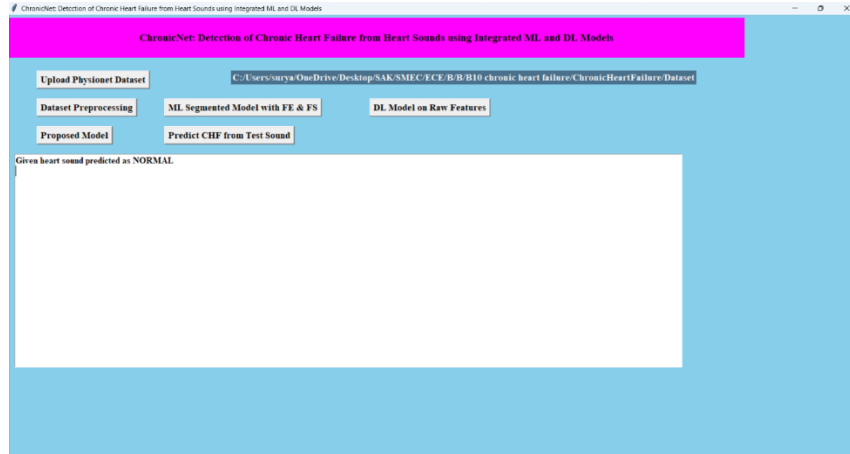 ChronicNet: Detection of Chronic Heart Failure from Heart Sounds using Integrated ML and DL Models
ChronicNet: Detection of Chronic Heart Failure from Heart Sounds using Integrated ML and DL Models
Upload Physionet Dataset
C:/Users/surya/OneDrive/Desktop/SAK/SMEC/ECE/B/B/B10 chronic heart failure/ChronicHeartFailure/Dataset
Dataset Preprocessing
ML Segmented Model with FE & FS
DL Model on Raw Features
Proposed Model
Predict CHF from Test Sound
Given heart sound predicted as NORMAL